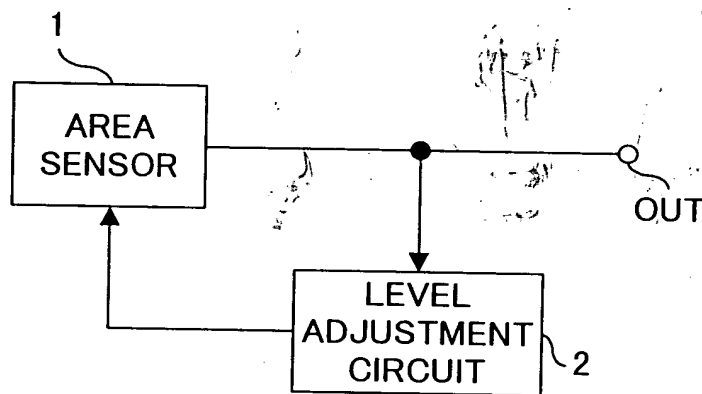 1
AREA
SENSOR
OUT
LEVEL
ADJUSTMENT
CIRCUIT
2